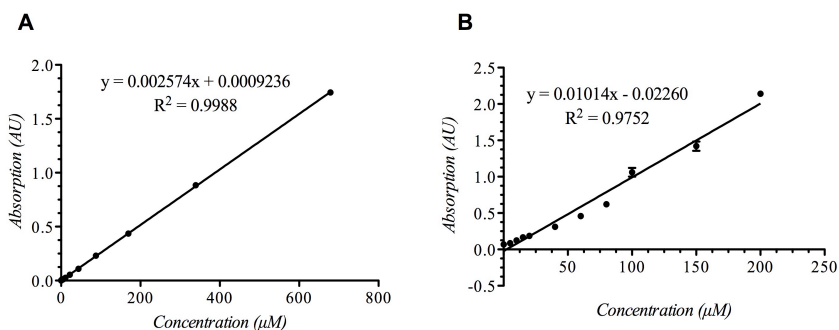 A
y = 0.002574x + 0.0009236
R² = 0.9988
2.0
1.5
1.0
0.5
0.0
0 200 400 600 800
Absorption (AU)
Concentration (µM)
B
y = 0.01014x - 0.02260
R² = 0.9752
2.5
2.0
1.5
1.0
0.5
0.0
-0.5
50 100 150 200 250
Absorption (AU)
Concentration (µM)